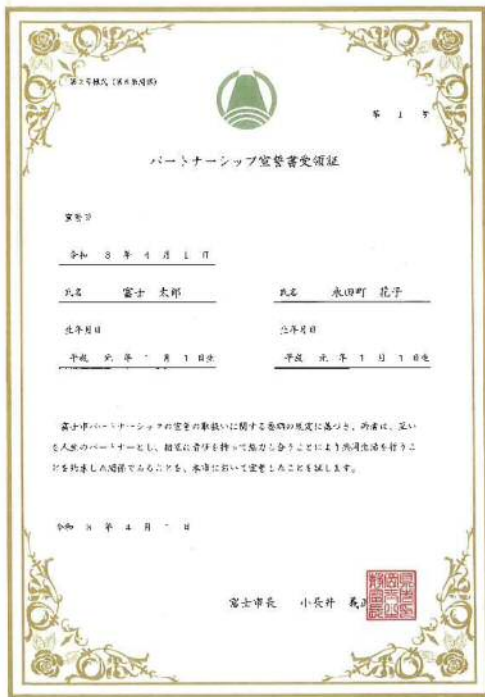 第2号様式（第6条関係）
第 1 号
パートナーシップ宣誓書受領証
宣誓日
令和 3 年 4 月 1 日
氏名 富士 太郎
氏名 永田町 花子
生年月日
生年月日
平成 元 年 1 月 1 日生
平成 元 年 1 月 1 日生
富士市パートナーシップの宣誓の取扱いに関する要綱の規定に基づき、両者は、互い
を人生のパートナーとし、相互に責任を持って協力し合うことにより共同生活を行うこ
とを約束した関係であることを、本市において宣誓したことを証します。
令和 3 年 4 月 1 日
富士市長 小長井 義正